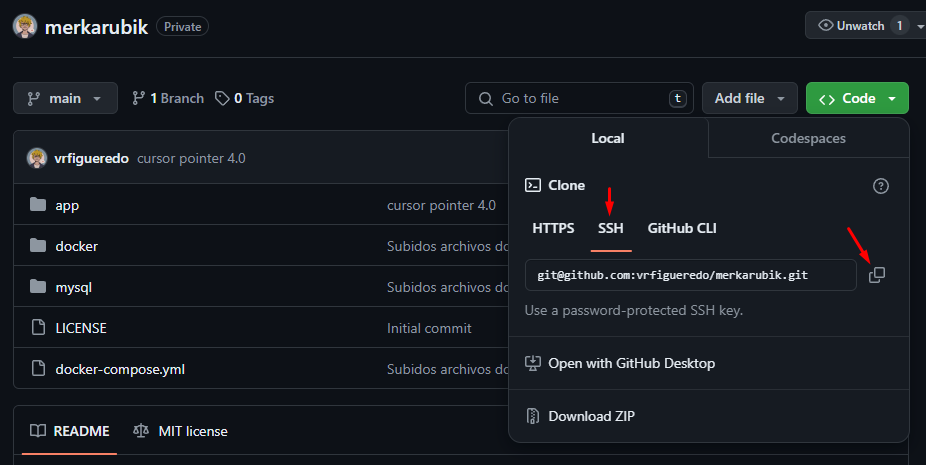 merkarubik Private
Unwatch 1
main 1 Branch 0 Tags
Go to file t
Add file
Code
vrfigueredo cursor pointer 4.0
app cursor pointer 4.0
docker Subidos archivos do
mysql Subidos archivos do
LICENSE Initial commit
docker-compose.yml Subidos archivos do
README MIT license
Local Codespaces
Clone
HTTPS SSH GitHub CLI
git@github.com:vrfigueredo/merkarubik.git
Use a password-protected SSH key.
Open with GitHub Desktop
Download ZIP